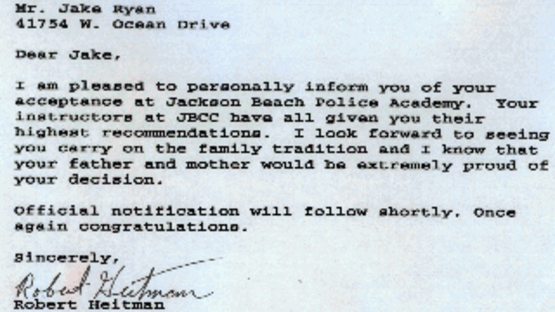 Mr. Jake Ryan
41754 W. Ocean Drive
Dear Jake,
I am pleased to personally inform you of your
acceptance at Jackson Beach Police Academy. Your
instructors at JBCC have all given you their
highest recommendations. I look forward to seeing
you carry on the family tradition and I know that
your father and mother would be extremely proud of
your decision.
Official notification will follow shortly. Once
again congratulations.
Sincerely,
Robert Heitman
Robert Heitman